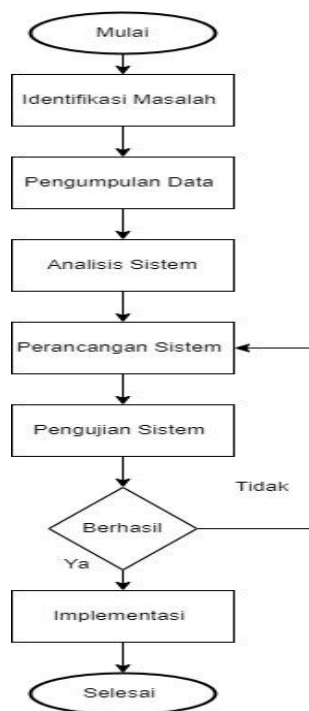 Mulai
Identifikasi Masalah
Pengumpulan Data
Analisis Sistem
Perancangan Sistem
Pengujian Sistem
Tidak
Berhasil
Ya
Implementasi
Selesai